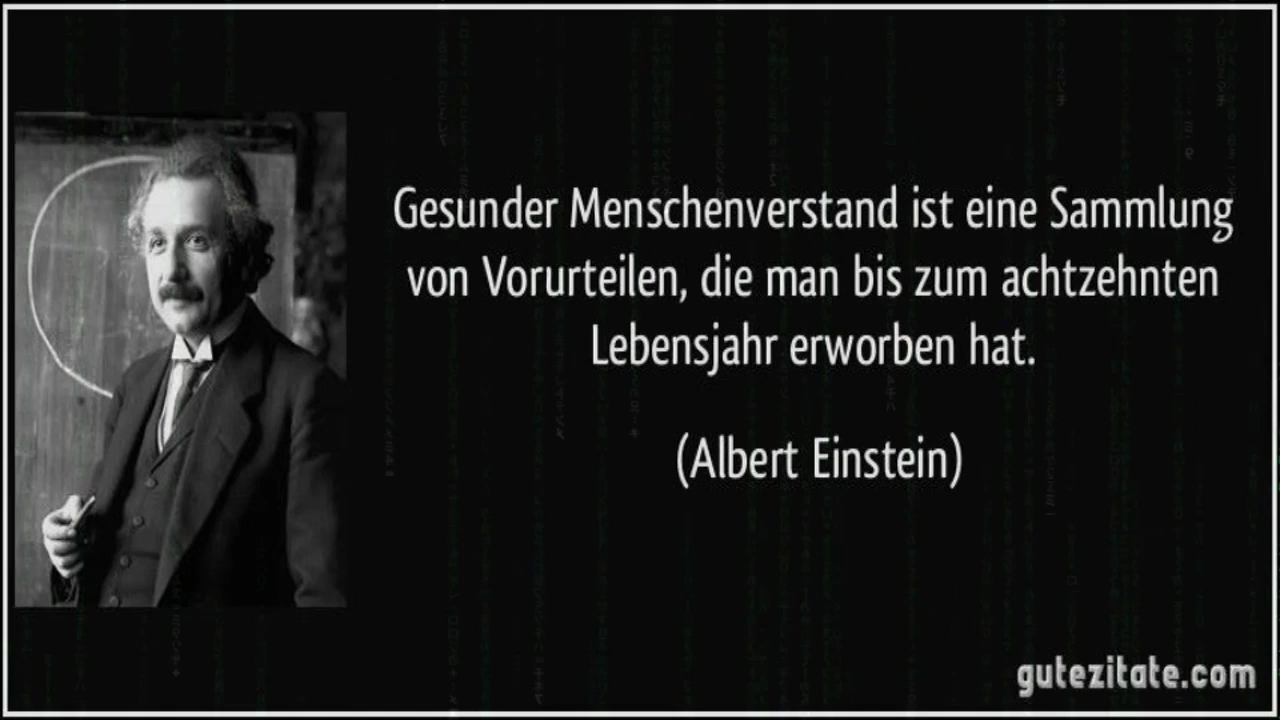 Gesunder Menschenverstand ist eine Sammlung
von Vorurteilen, die man bis zum achtzehnten
Lebensjahr erworben hat.
(Albert Einstein)
gutezitate.com